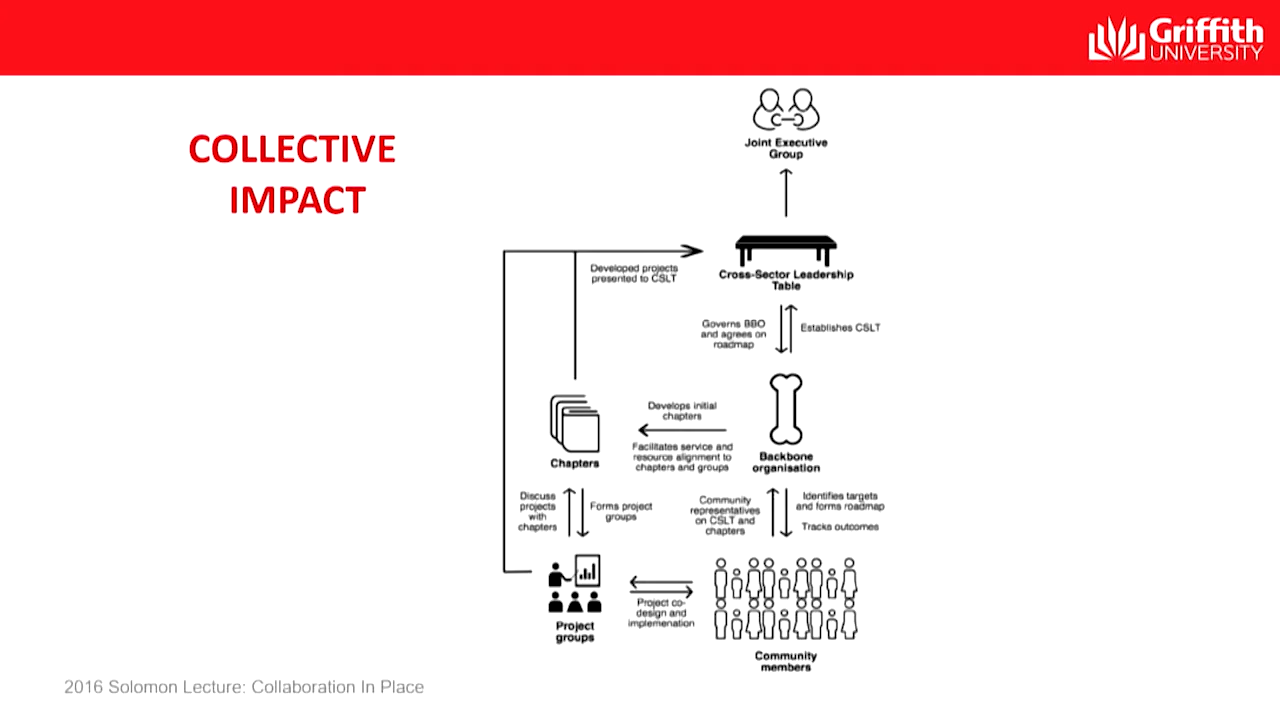 Griffith
UNIVERSITY
COLLECTIVE
IMPACT
Joint Executive
Group
Developed projects
presented to CSLT
Cross-Sector Leadership
Table
Governs BBO
and agrees on
roadmap
Establishes CSLT
Develops initial
chapters
Facilitates service and
resource alignment to
chapters and groups
Chapters
Backbone
organisation
Discuss
projects
with
chapters
Forms project
groups
Community
representatives
on CSLT and
chapters
Identifies targets
and forms roadmap
Tracks outcomes
Project co-
design and
implemenation
Project
groups
Community
members
2016 Solomon Lecture: Collaboration In Place